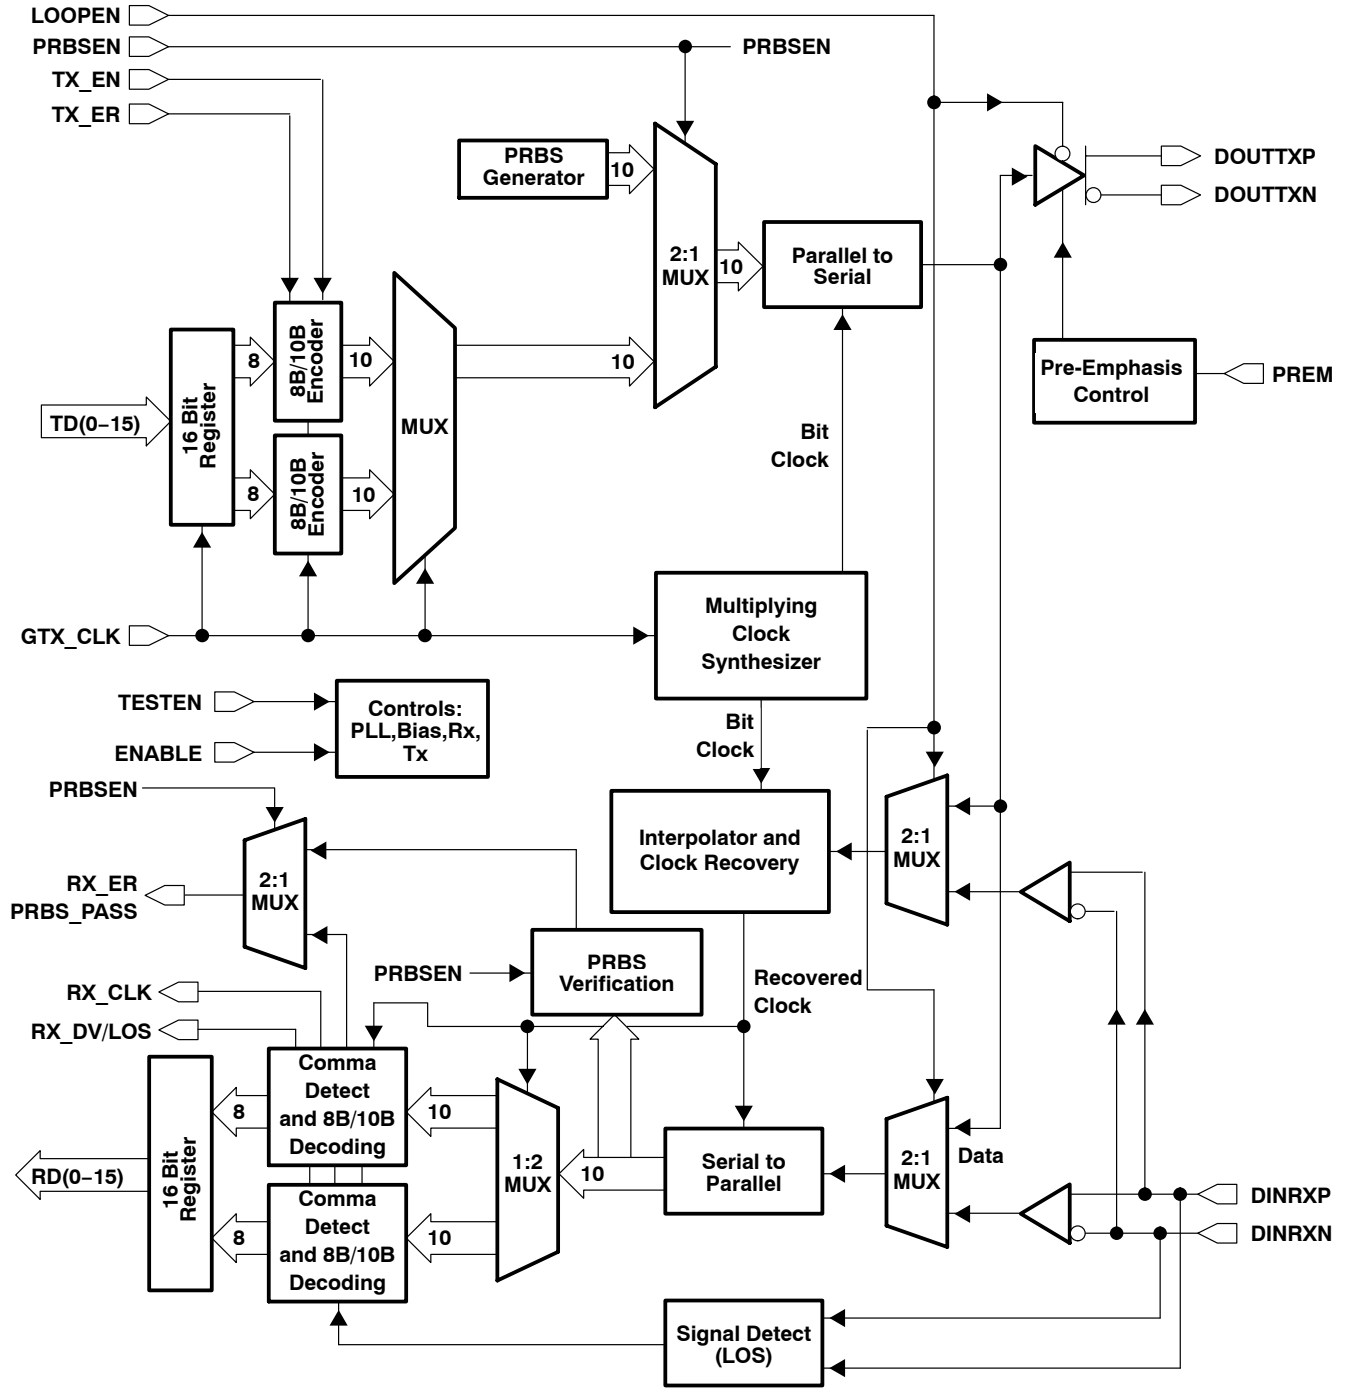 LOOPEN
PRBSEN
PRBSEN
TX_EN
TX_ER
PRBS
Generator
10
DOUTTXP
DOUTTXN
2:1
MUX
10
Parallel to
Serial
8
8B/10B
Encoder
10
10
Pre-Emphasis
Control
PREM
TD(0–15)
16 Bit
Register
MUX
Bit
Clock
8
8B/10B
Encoder
10
GTX_CLK
Multiplying
Clock
Synthesizer
TESTEN
ENABLE
Controls:
PLL,Bias,Rx,
Tx
Bit
Clock
PRBSEN
2:1
MUX
RX_ER
PRBS_PASS
Interpolator and
Clock Recovery
2:1
MUX
PRBSEN
PRBS
Verification
Recovered
Clock
RX_CLK
RX_DV/LOS
Comma
Detect
and 8B/10B
Decoding
8
10
RD(0–15)
16 Bit
Register
1:2
MUX
10
Serial to
Parallel
2:1
MUX
Data
Comma
Detect
and 8B/10B
Decoding
8
10
DINRXP
DINRXN
Signal Detect
(LOS)